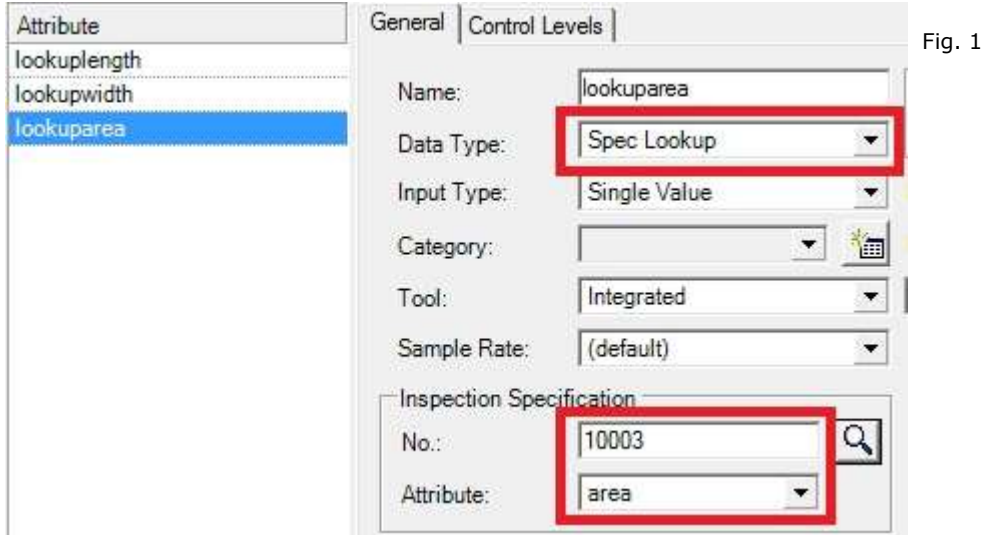 Attribute
lookuplength
lookupwidth
lookuparea
General Control Levels
Fig. 1
Name: lookuparea
Data Type: Spec Lookup
Input Type: Single Value
Category:
Tool: Integrated
Sample Rate: (default)
Inspection Specification
No.: 10003
Attribute: area